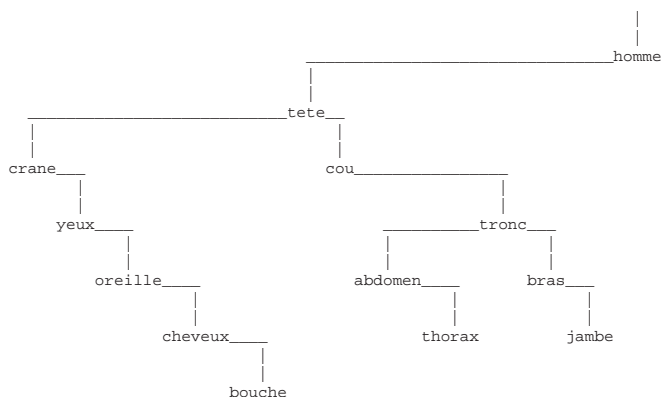 homme
tete
crane cou
yeux tronc
oreille abdomen bras
cheveux thorax jambe
bouche